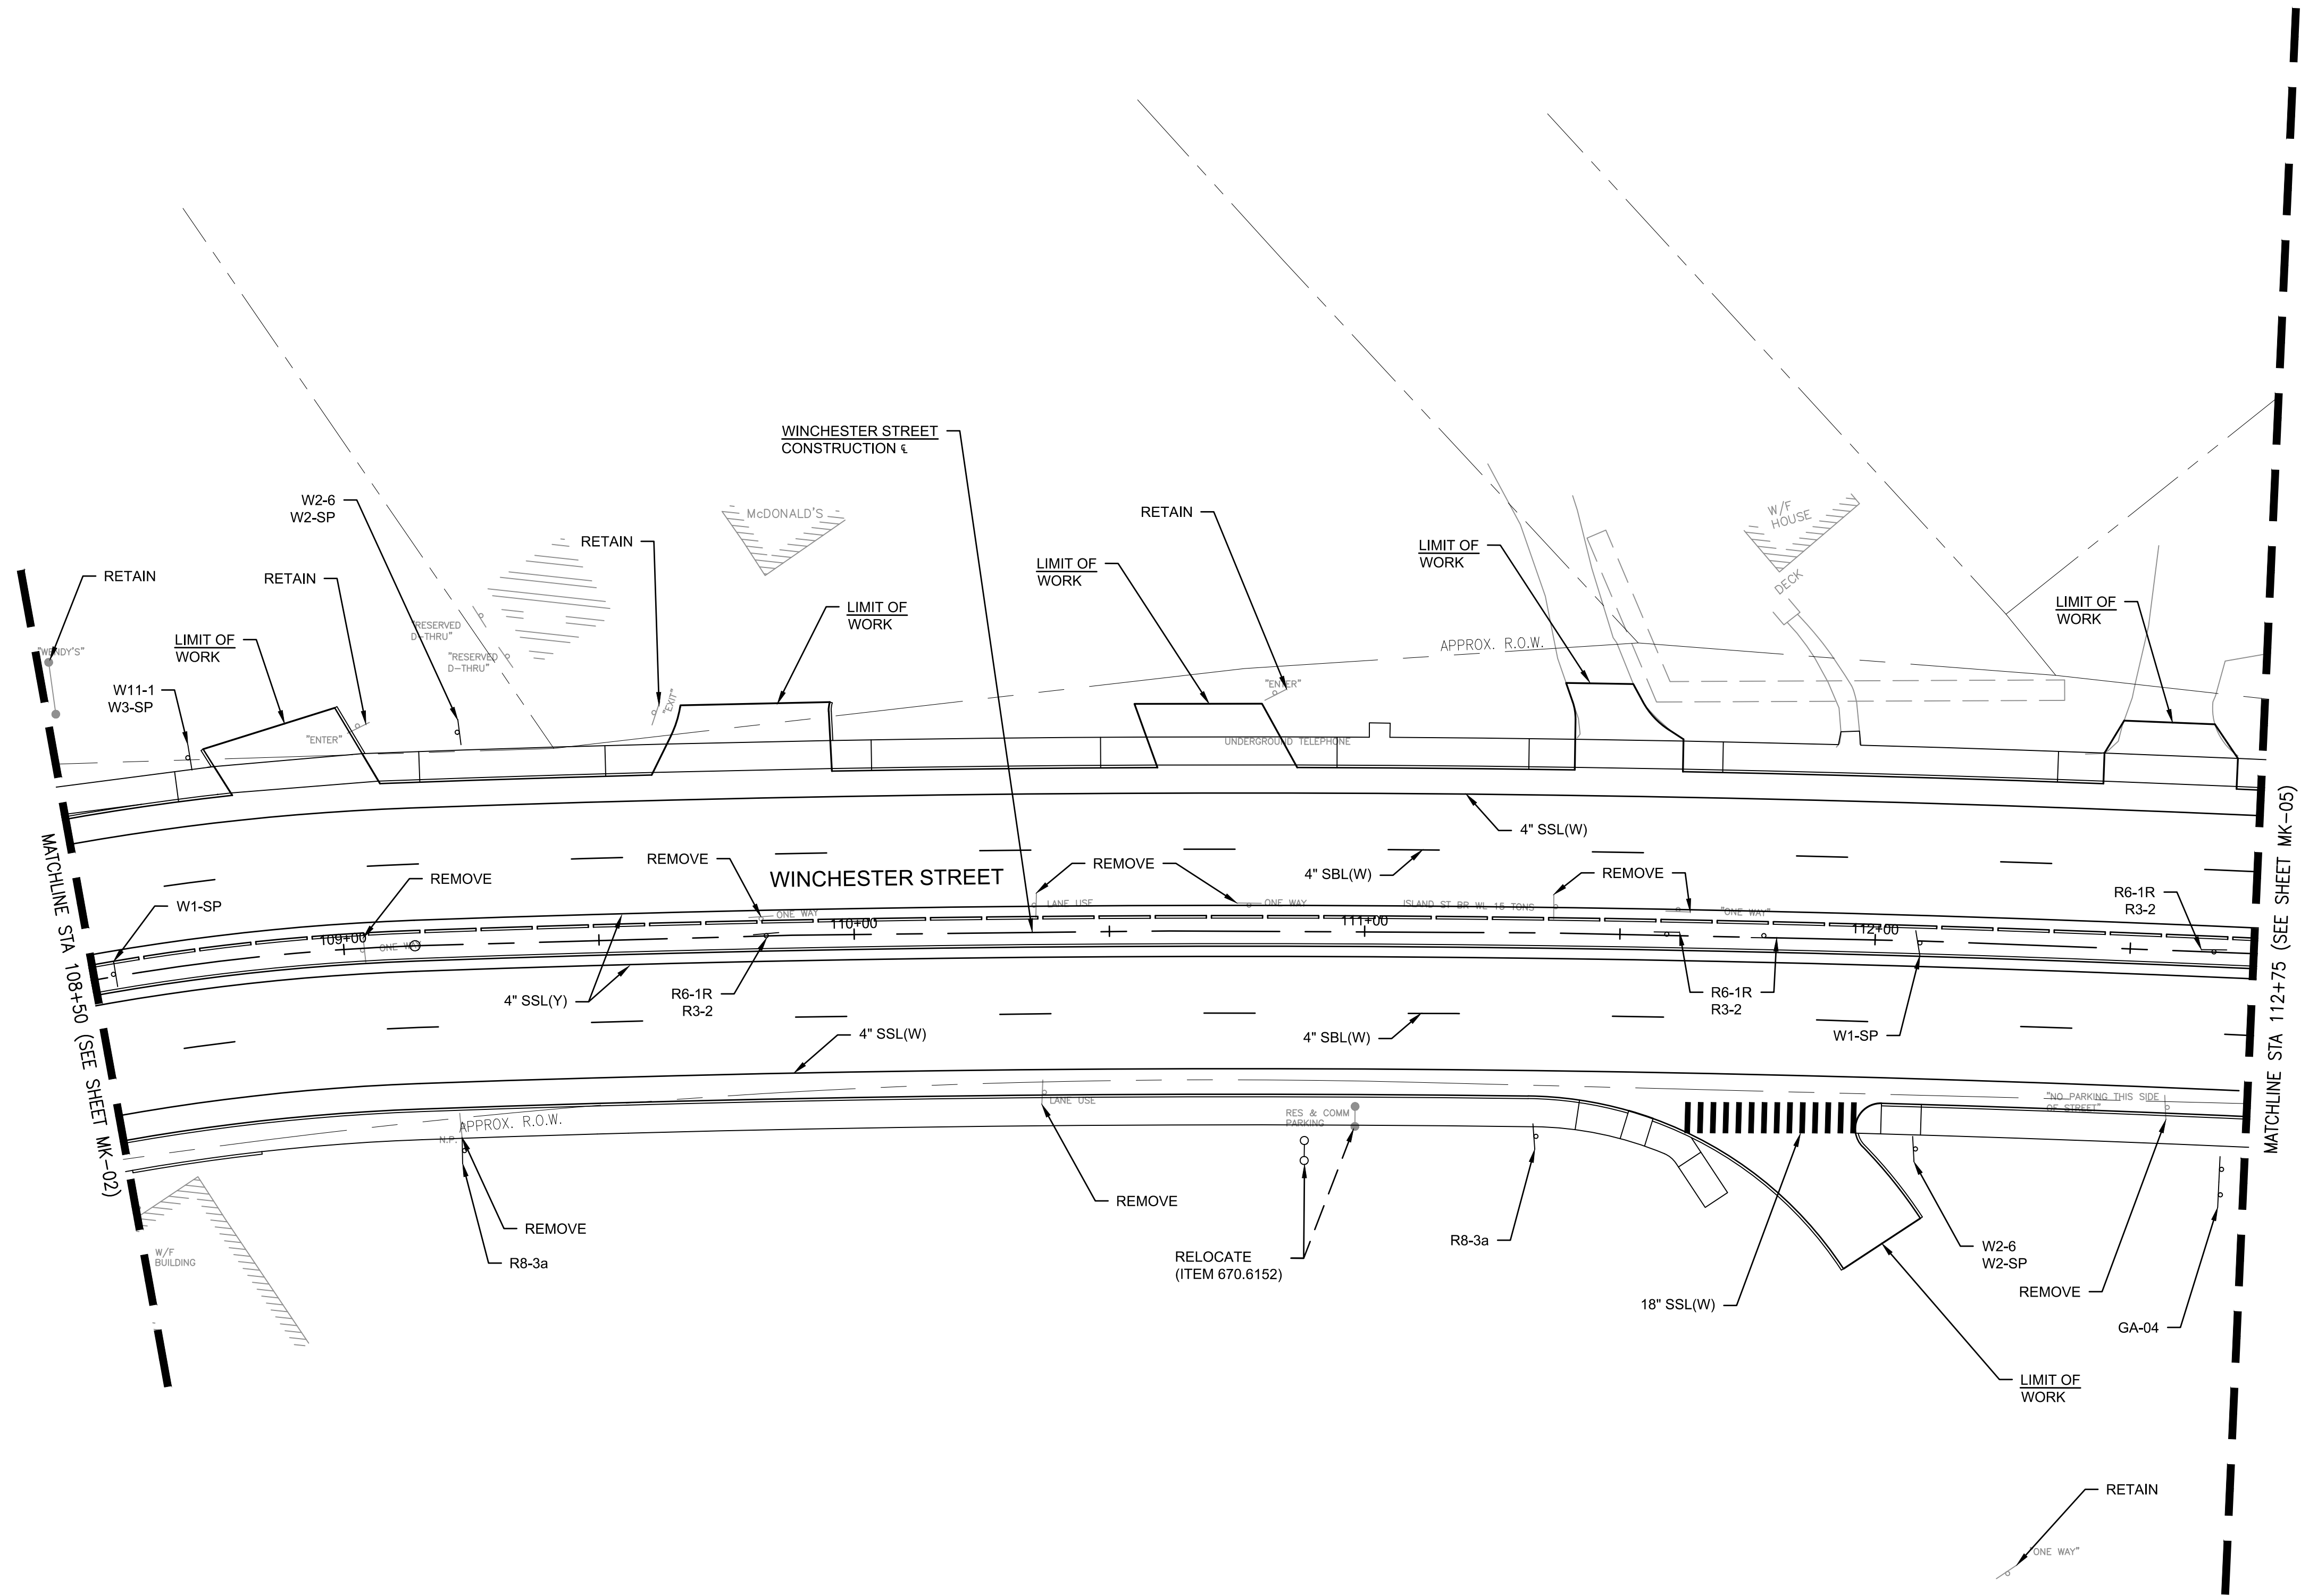 WINCHESTER STREET
CONSTRUCTION ℄
W2-6
W2-SP
McDONALD'S
RETAIN
RETAIN
W/F
HOUSE
LIMIT OF
WORK
LIMIT OF
WORK
DECK
RETAIN
RETAIN
LIMIT OF
WORK
LIMIT OF
WORK
"RESERVED
D-THRU"
LIMIT OF
WORK
"WENDY'S"
"RESERVED
D-THRU"
APPROX. R.O.W.
W11-1
W3-SP
"EXIT"
"ENTER"
"ENTER"
UNDERGROUND TELEPHONE
4" SSL(W)
REMOVE
REMOVE
REMOVE
4" SBL(W)
REMOVE
WINCHESTER STREET
R6-1R
R3-2
W1-SP
LANE USE
ONE WAY
ISLAND ST BR WL 15 TONS
"ONE WAY"
ONE WAY
109+00
110+00
111+00
112+00
ONE WAY
4" SSL(Y)
R6-1R
R3-2
R6-1R
R3-2
4" SSL(W)
4" SBL(W)
W1-SP
MATCHLINE STA 108+50 (SEE SHEET MK-02)
MATCHLINE STA 112+75 (SEE SHEET MK-05)
LANE USE
"NO PARKING THIS SIDE
OF STREET"
RES & COMM
PARKING
APPROX. R.O.W.
N.P.
REMOVE
REMOVE
R8-3a
R8-3a
W/F
BUILDING
RELOCATE
(ITEM 670.6152)
W2-6
W2-SP
REMOVE
18" SSL(W)
GA-04
LIMIT OF
WORK
RETAIN
"ONE WAY"